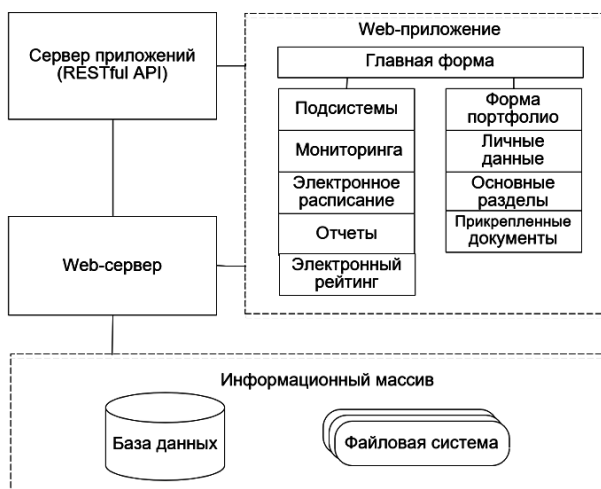 Web-приложение
Сервер приложений
(RESTful API)
Главная форма
Подсистемы
Мониторинга
Электронное
расписание
Отчеты
Электронный
рейтинг
Форма
портфолио
Личные
данные
Основные
разделы
Прикрепленные
документы
Web-сервер
Информационный массив
База данных
Файловая система